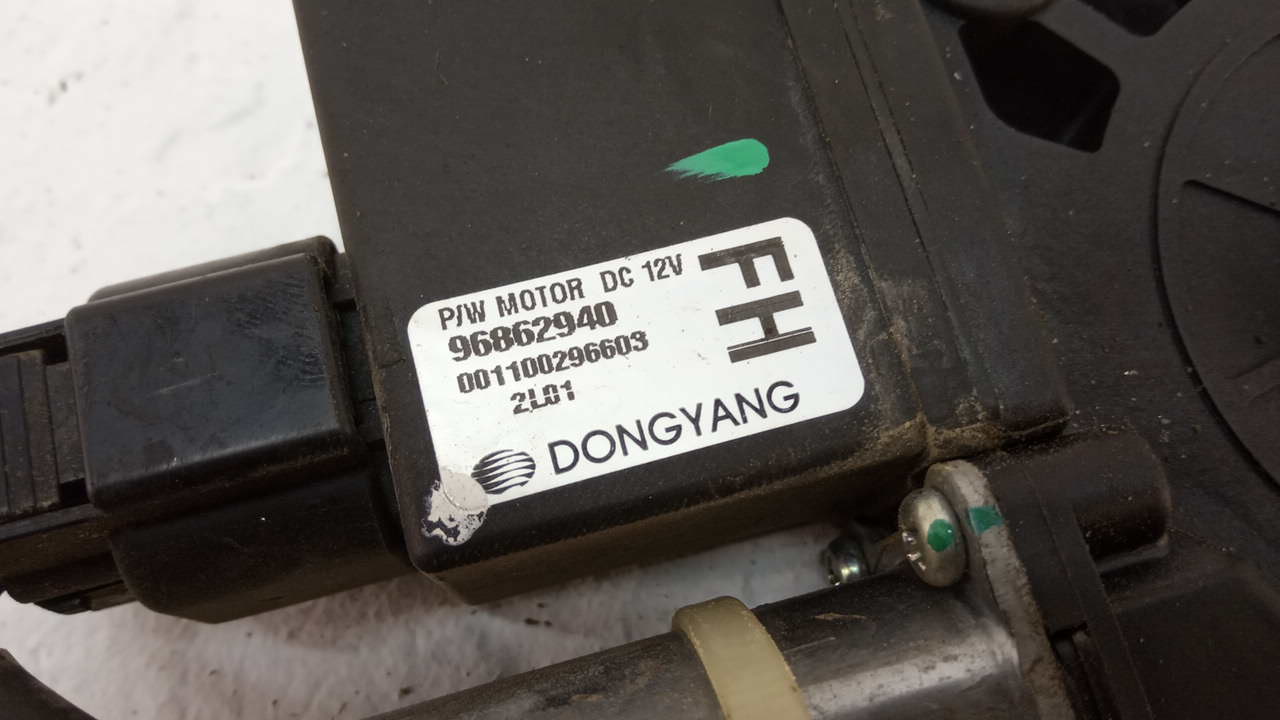 P/W MOTOR DC 12V
96862940
001100296603
2L01
DONGYANG
FH